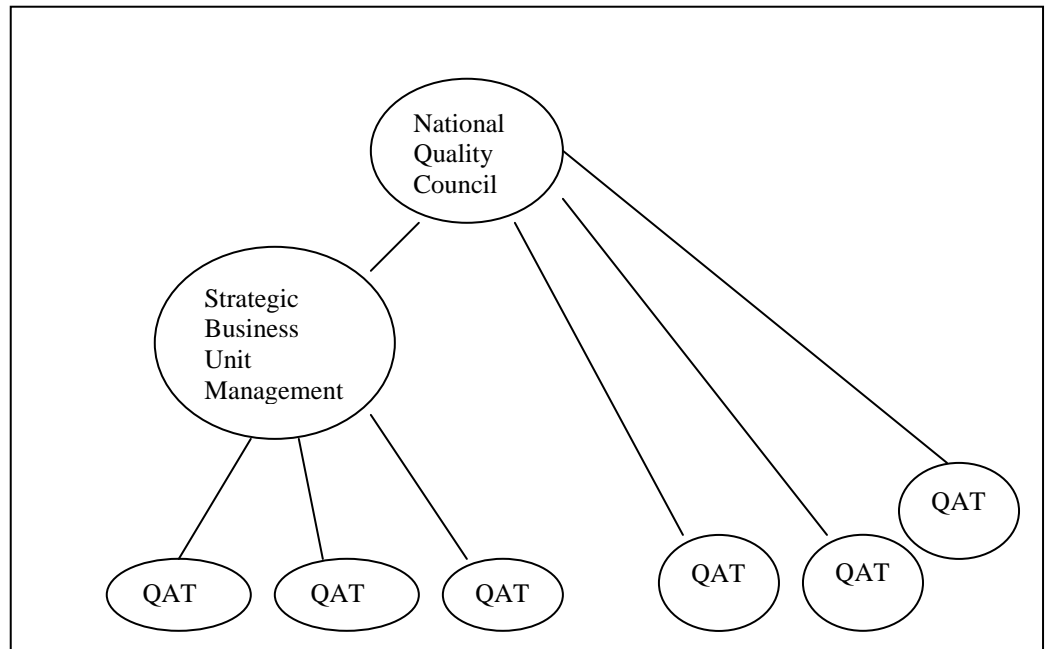 National
Quality
Council
Strategic
Business
Unit
Management
QAT
QAT
QAT
QAT
QAT
QAT